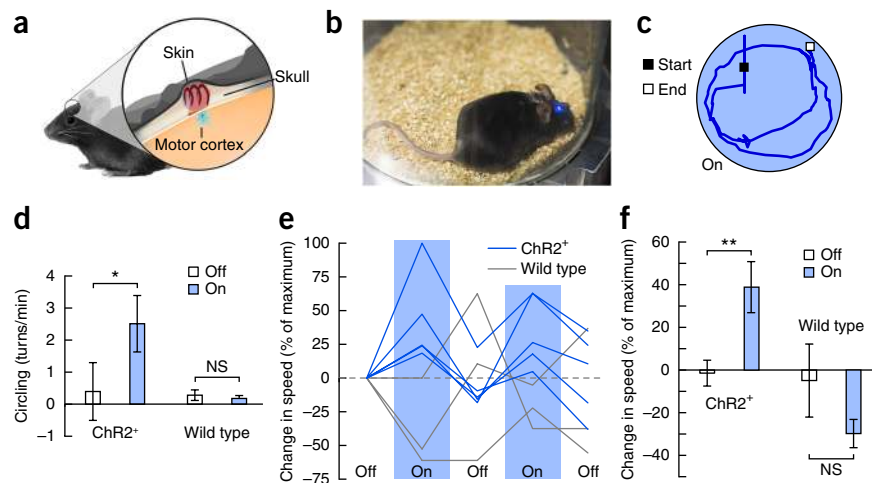 a
Skin
Skull
Motor cortex
b
c
Start
End
On
d
Circling (turns/min)
4
3
2
1
0
–1
*
Off
On
NS
ChR2+
Wild type
e
Change in speed (% of maximum)
100
75
50
25
0
–25
–50
–75
ChR2+
Wild type
Off
On
Off
On
Off
f
Change in speed (% of maximum)
60
40
20
0
–20
–40
**
Off
On
Wild type
ChR2+
NS